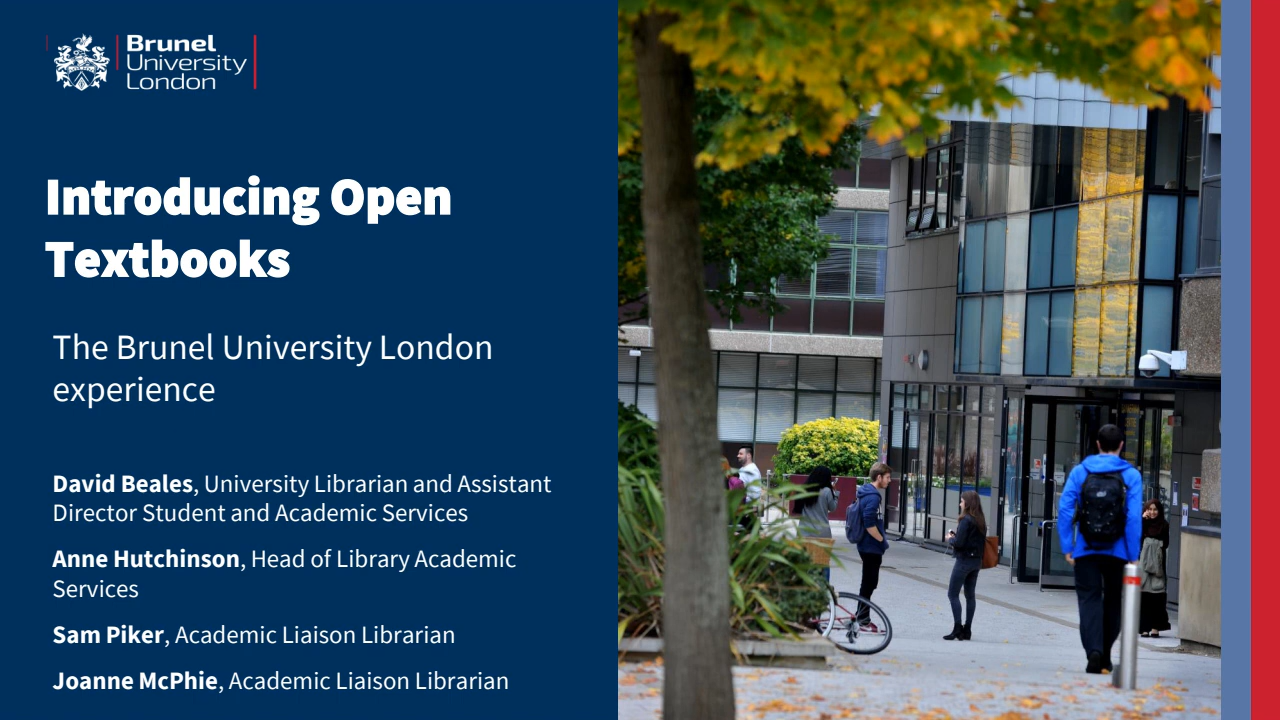 Brunel
University
London
Introducing Open
Textbooks
The Brunel University London
experience
David Beales, University Librarian and Assistant
Director Student and Academic Services
Anne Hutchinson, Head of Library Academic
Services
Sam Piker, Academic Liaison Librarian
Joanne McPhie, Academic Liaison Librarian